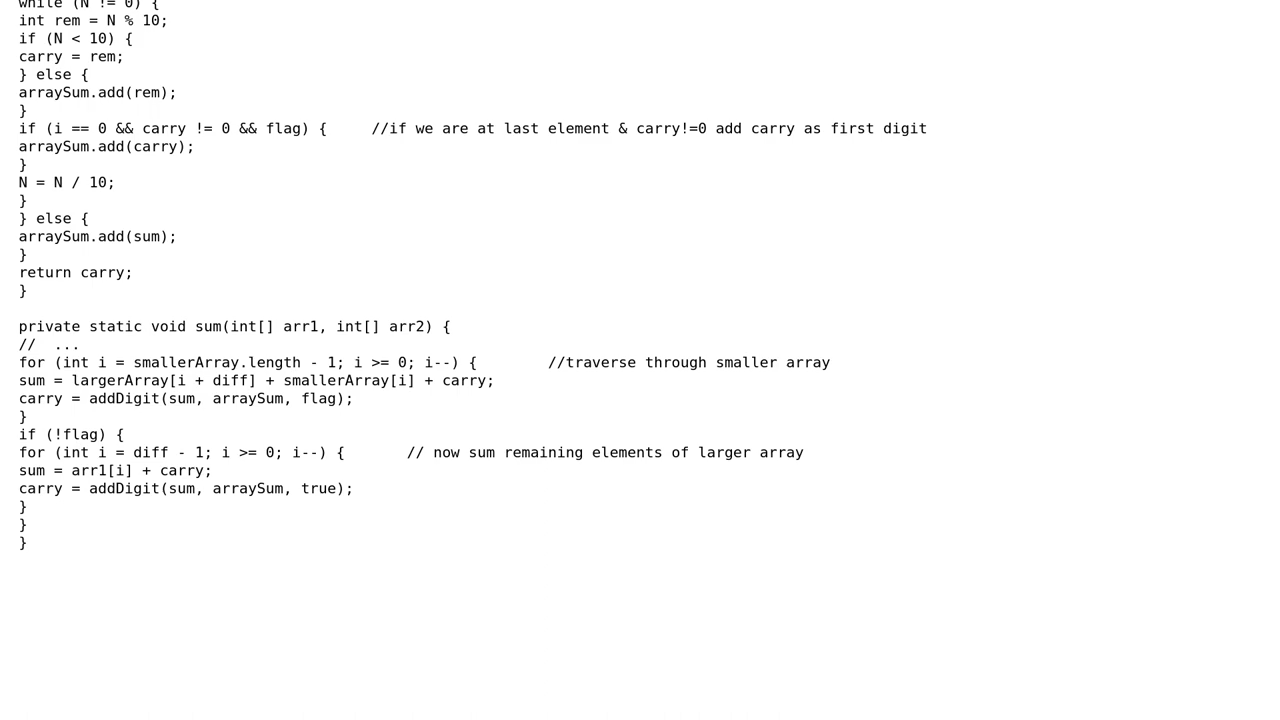 while (N != 0) {
int rem = N % 10;
if (N < 10) {
carry = rem;
} else {
arraySum.add(rem);
}
if (i == 0 && carry != 0 && flag) {     //if we are at last element & carry!=0 add carry as first digit
arraySum.add(carry);
}
N = N / 10;
}
} else {
arraySum.add(sum);
}
return carry;
}

private static void sum(int[] arr1, int[] arr2) {
//  ...
for (int i = smallerArray.length - 1; i >= 0; i--) {        //traverse through smaller array
sum = largerArray[i + diff] + smallerArray[i] + carry;
carry = addDigit(sum, arraySum, flag);
}
if (!flag) {
for (int i = diff - 1; i >= 0; i--) {       // now sum remaining elements of larger array
sum = arr1[i] + carry;
carry = addDigit(sum, arraySum, true);
}
}
}